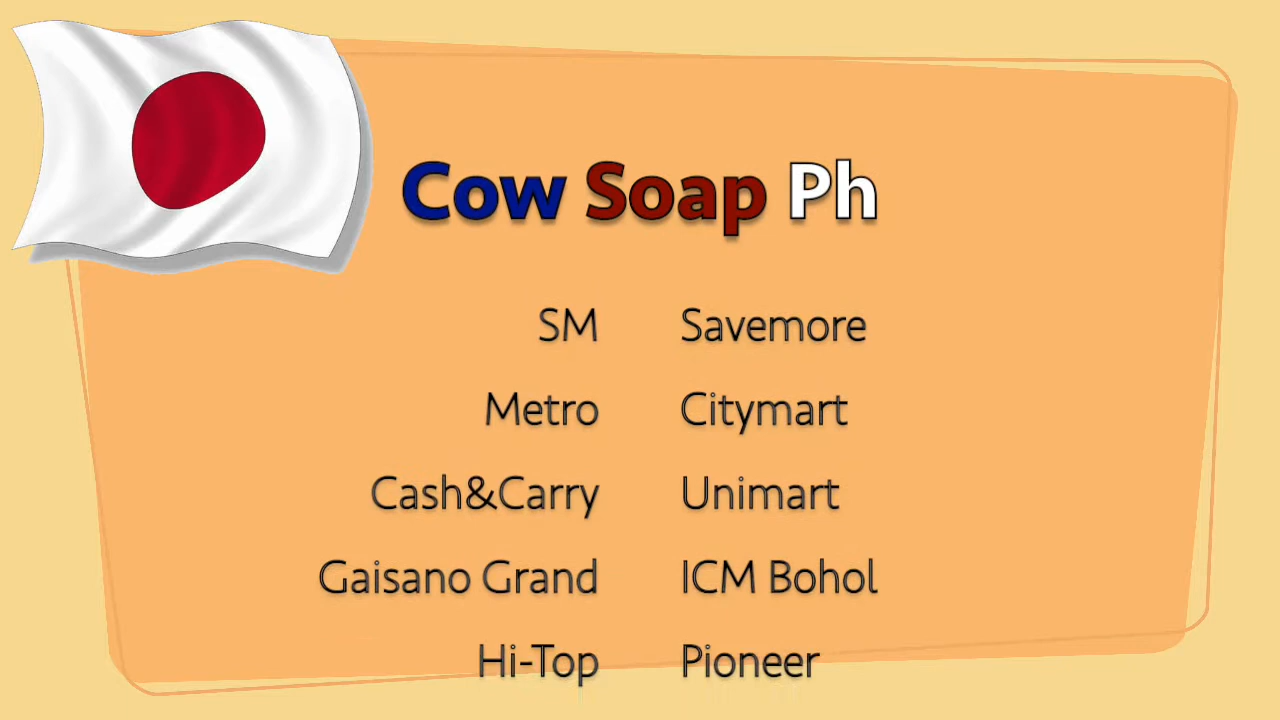 Cow Soap Ph
SM Savemore
Metro Citymart
Cash&Carry Unimart
Gaisano Grand ICM Bohol
Hi-Top Pioneer